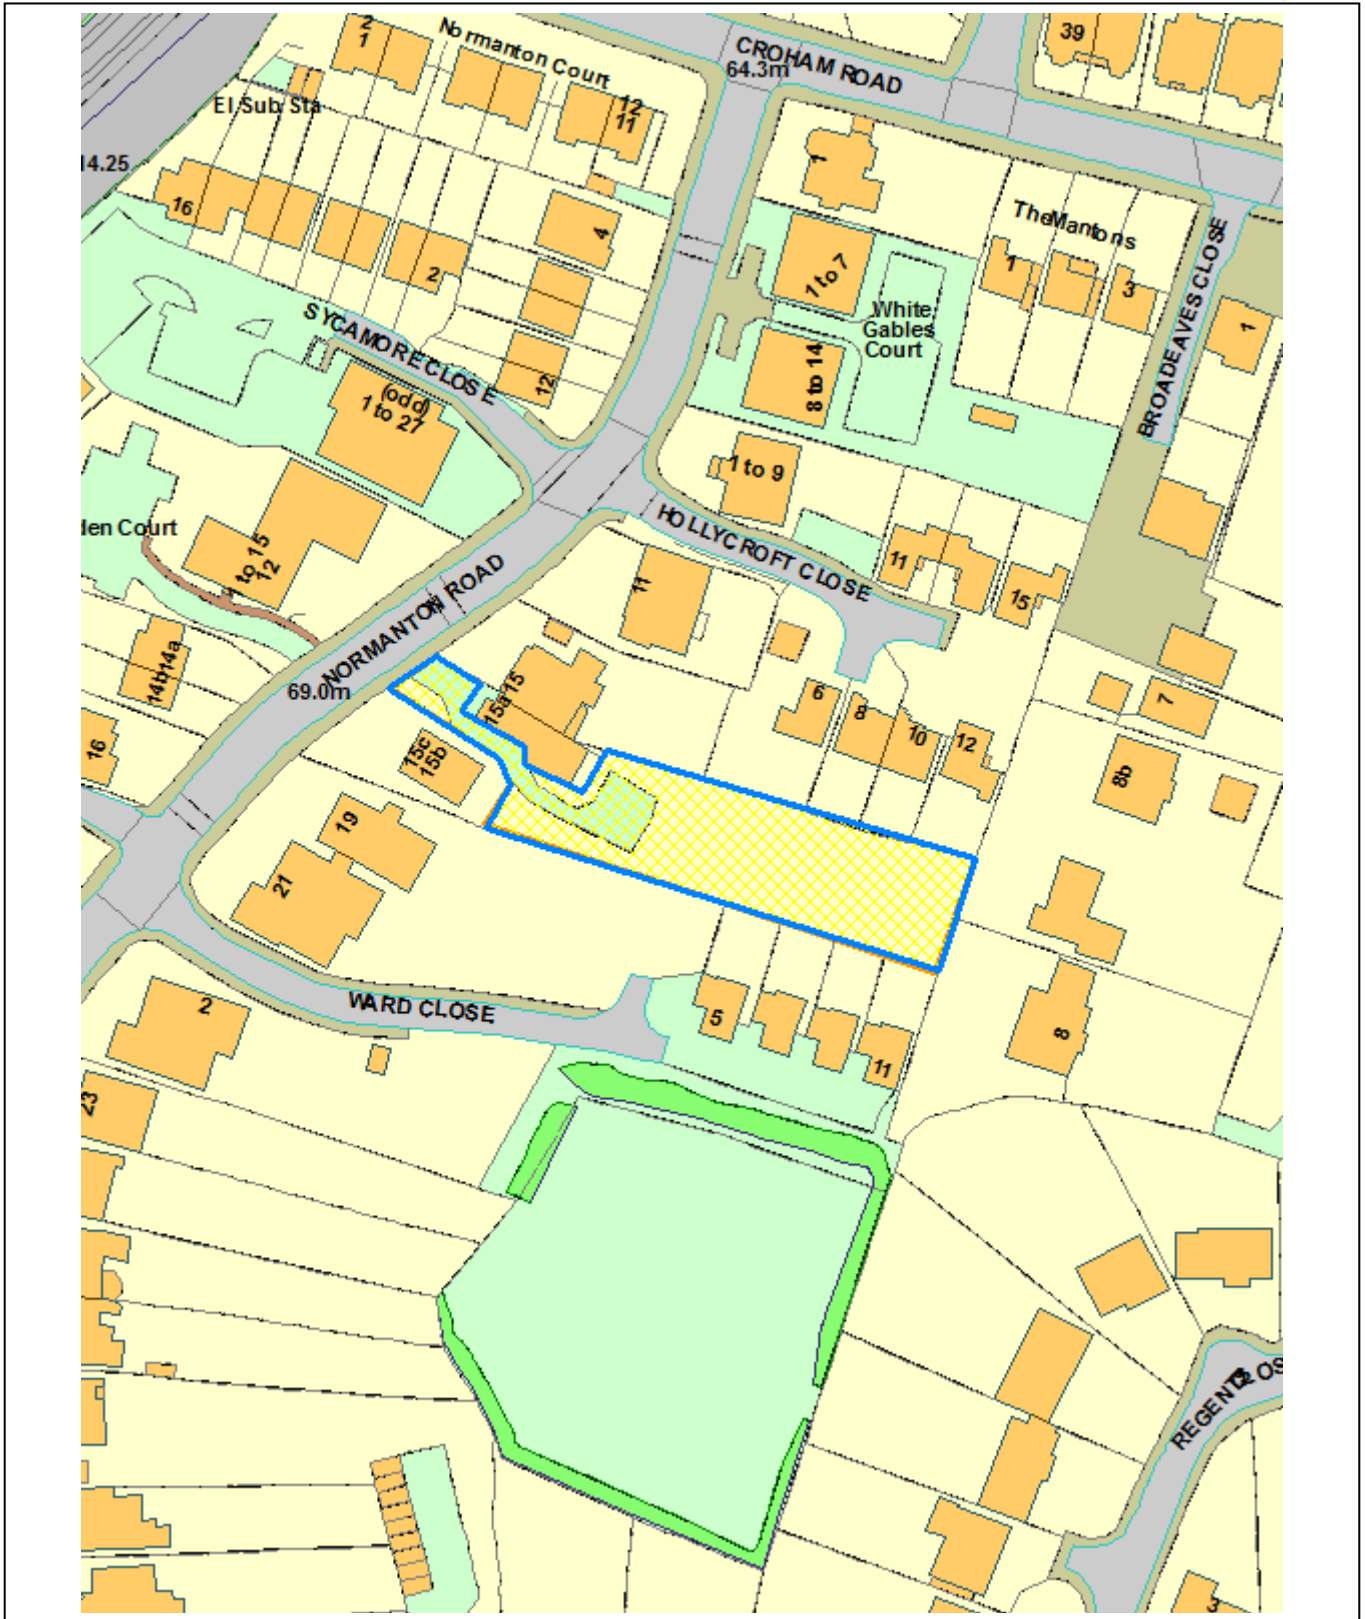 2
1
Normanton Court
CROHAM ROAD
64.3m
39
El Sub Sta
12
11
14.25
1
16
4
The Mantons
2
1 to 7
1
3
BROADEAVES CLOSE
White
Gables
Court
1
SYCAMORE CLOSE
12
8 to 14
(odd)
1 to 27
1 to 9
den Court
HOLLYCROFT CLOSE
1 to 15
12
11
11
15
NORMANTON ROAD
14b 14a
69.0m
15a 15
6
8
10
12
7
16
15c
15b
8b
19
21
2
WARD CLOSE
5
8
11
23
REGENTS CLOS
3